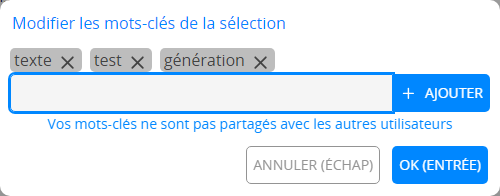 Modifier les mots-clés de la sélection
texte × test × génération ×
+ AJOUTER
Vos mots-clés ne sont pas partagés avec les autres utilisateurs
ANNULER (ÉCHAP) OK (ENTRÉE)